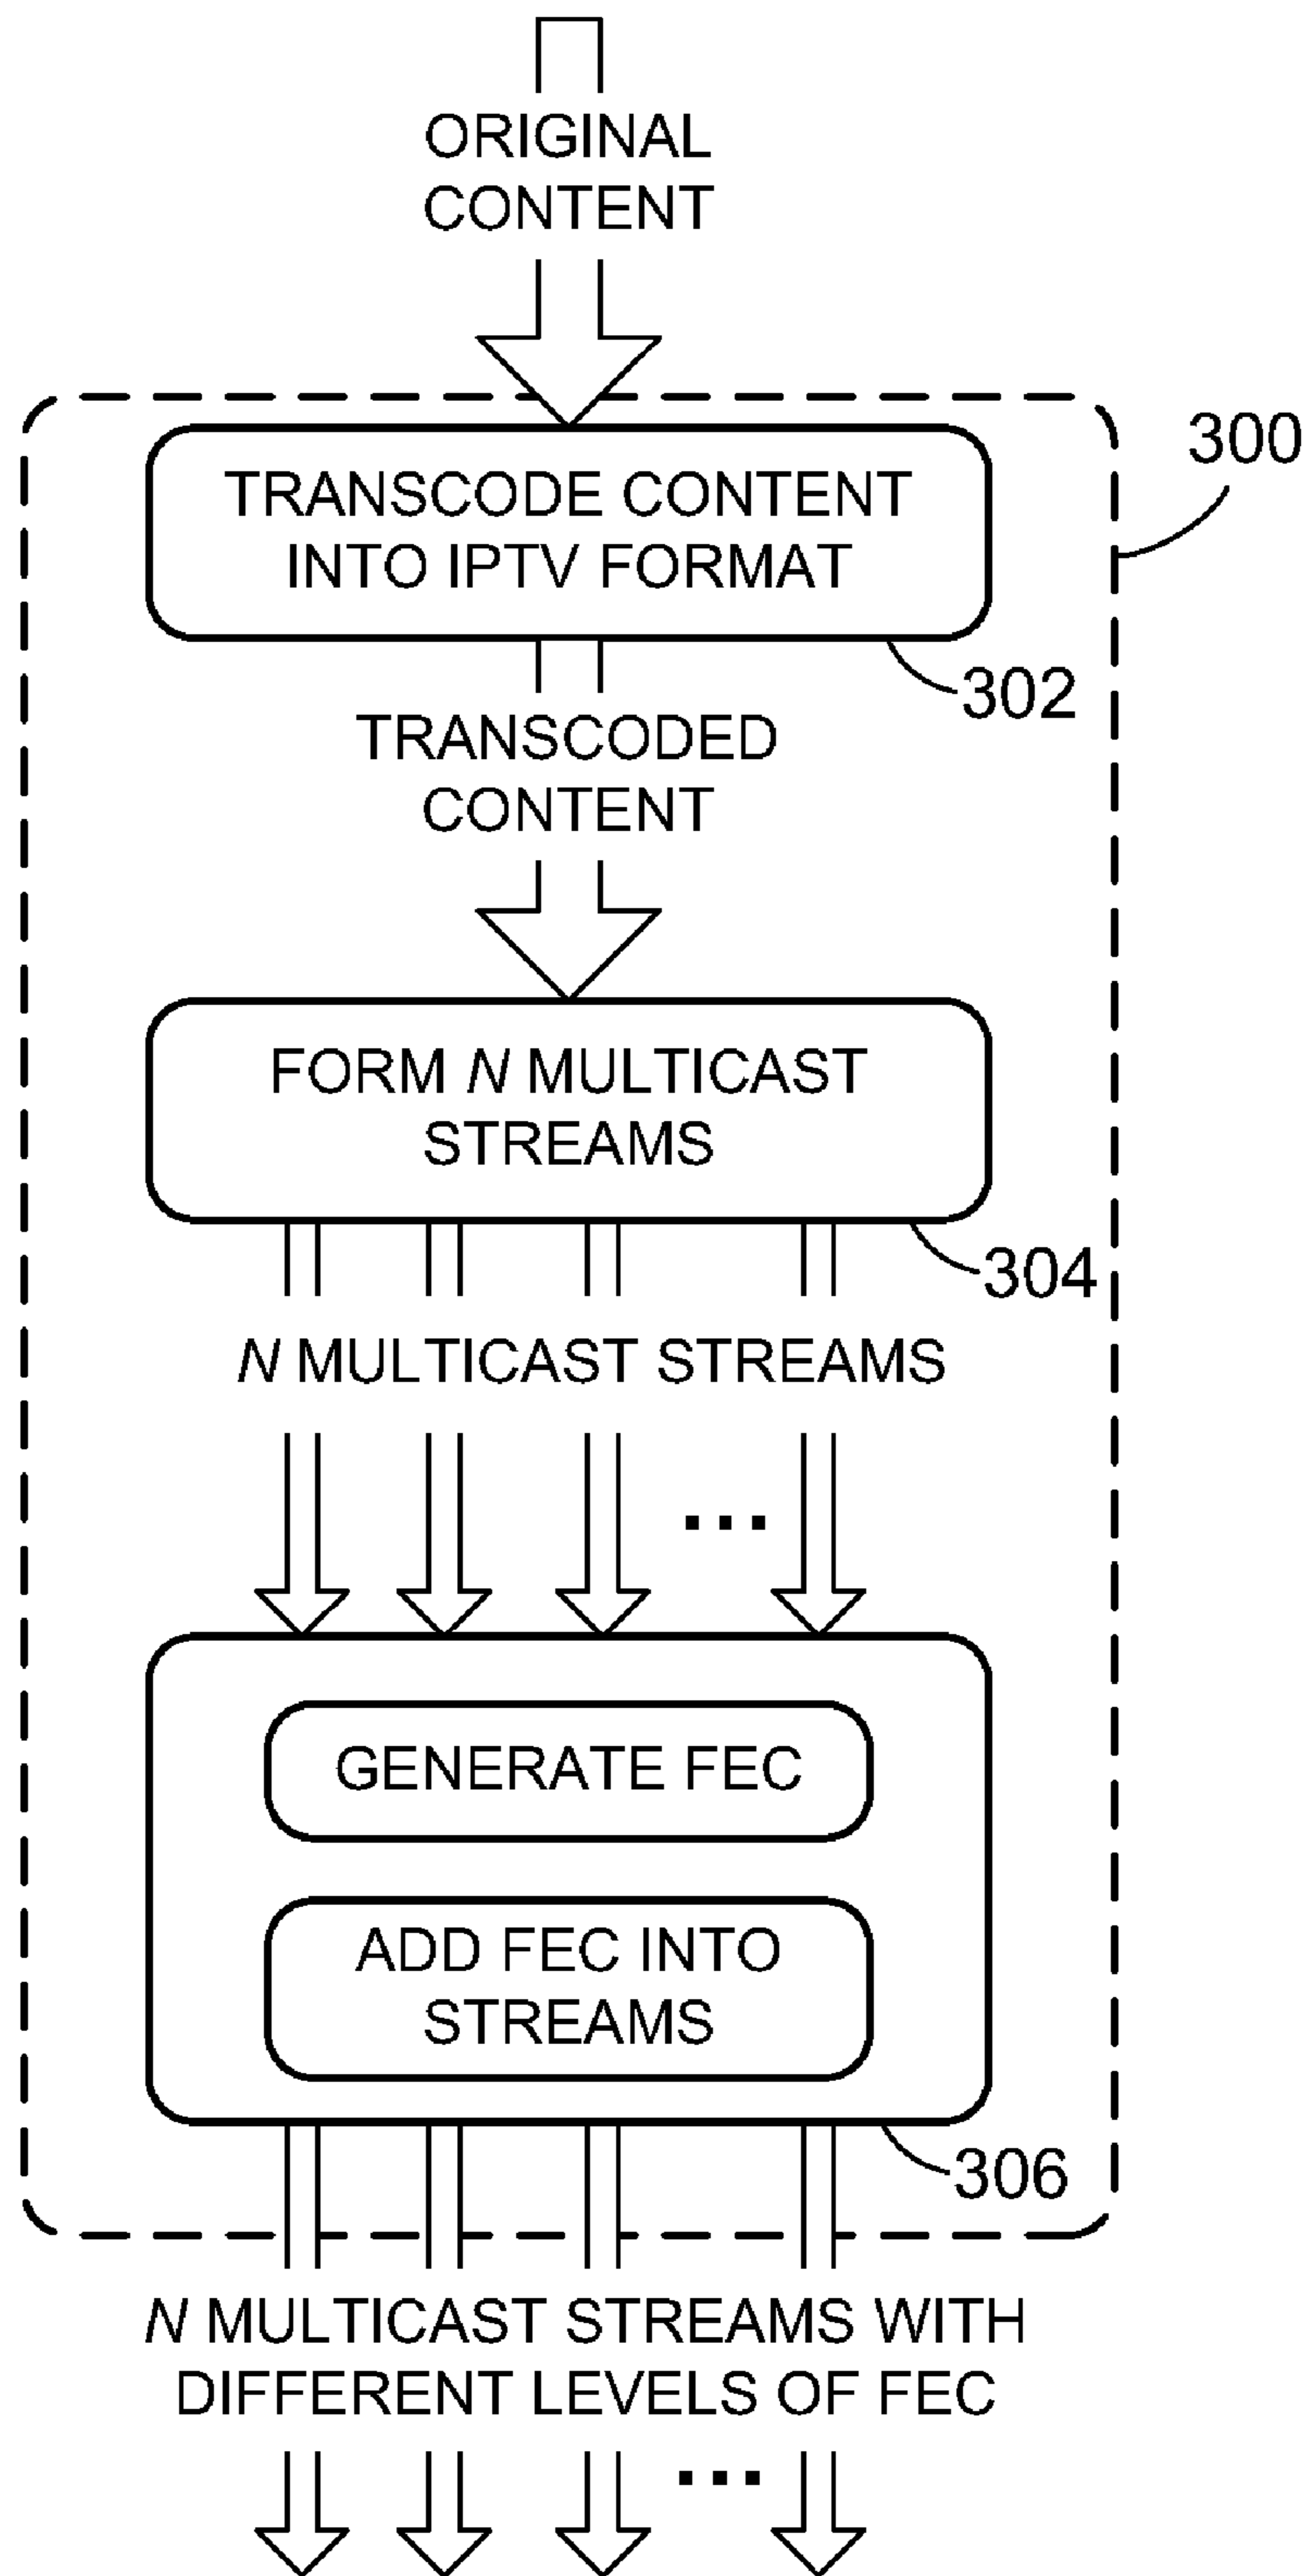 ORIGINAL
CONTENT
300
TRANSCODE CONTENT
INTO IPTV FORMAT
302
TRANSCODED
CONTENT
FORM N MULTICAST
STREAMS
304
N MULTICAST STREAMS
...
GENERATE FEC
ADD FEC INTO
STREAMS
306
N MULTICAST STREAMS WITH
DIFFERENT LEVELS OF FEC
...